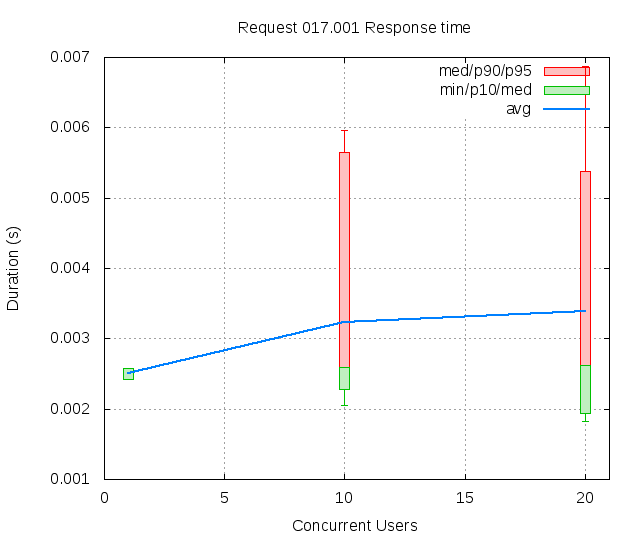 Request 017.001 Response time
0.007
0.006
0.005
0.004
0.003
0.002
0.001
Duration (s)
med/p90/p95
min/p10/med
avg
0 5 10 15 20
Concurrent Users